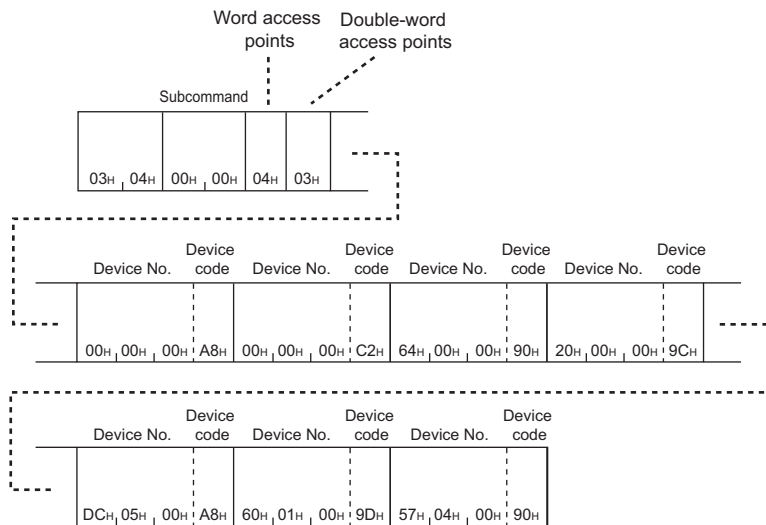 Word access points
Double-word access points
Subcommand
03H 04H 00H 00H 04H 03H
Device No. Device code Device No. Device code Device No. Device code Device No. Device code
00H 00H 00H A8H 00H 00H 00H C2H 64H 00H 00H 90H 20H 00H 00H 9CH
Device No. Device code Device No. Device code Device No. Device code
DCH 05H 00H A8H 60H 01H 00H 9DH 57H 04H 00H 90H